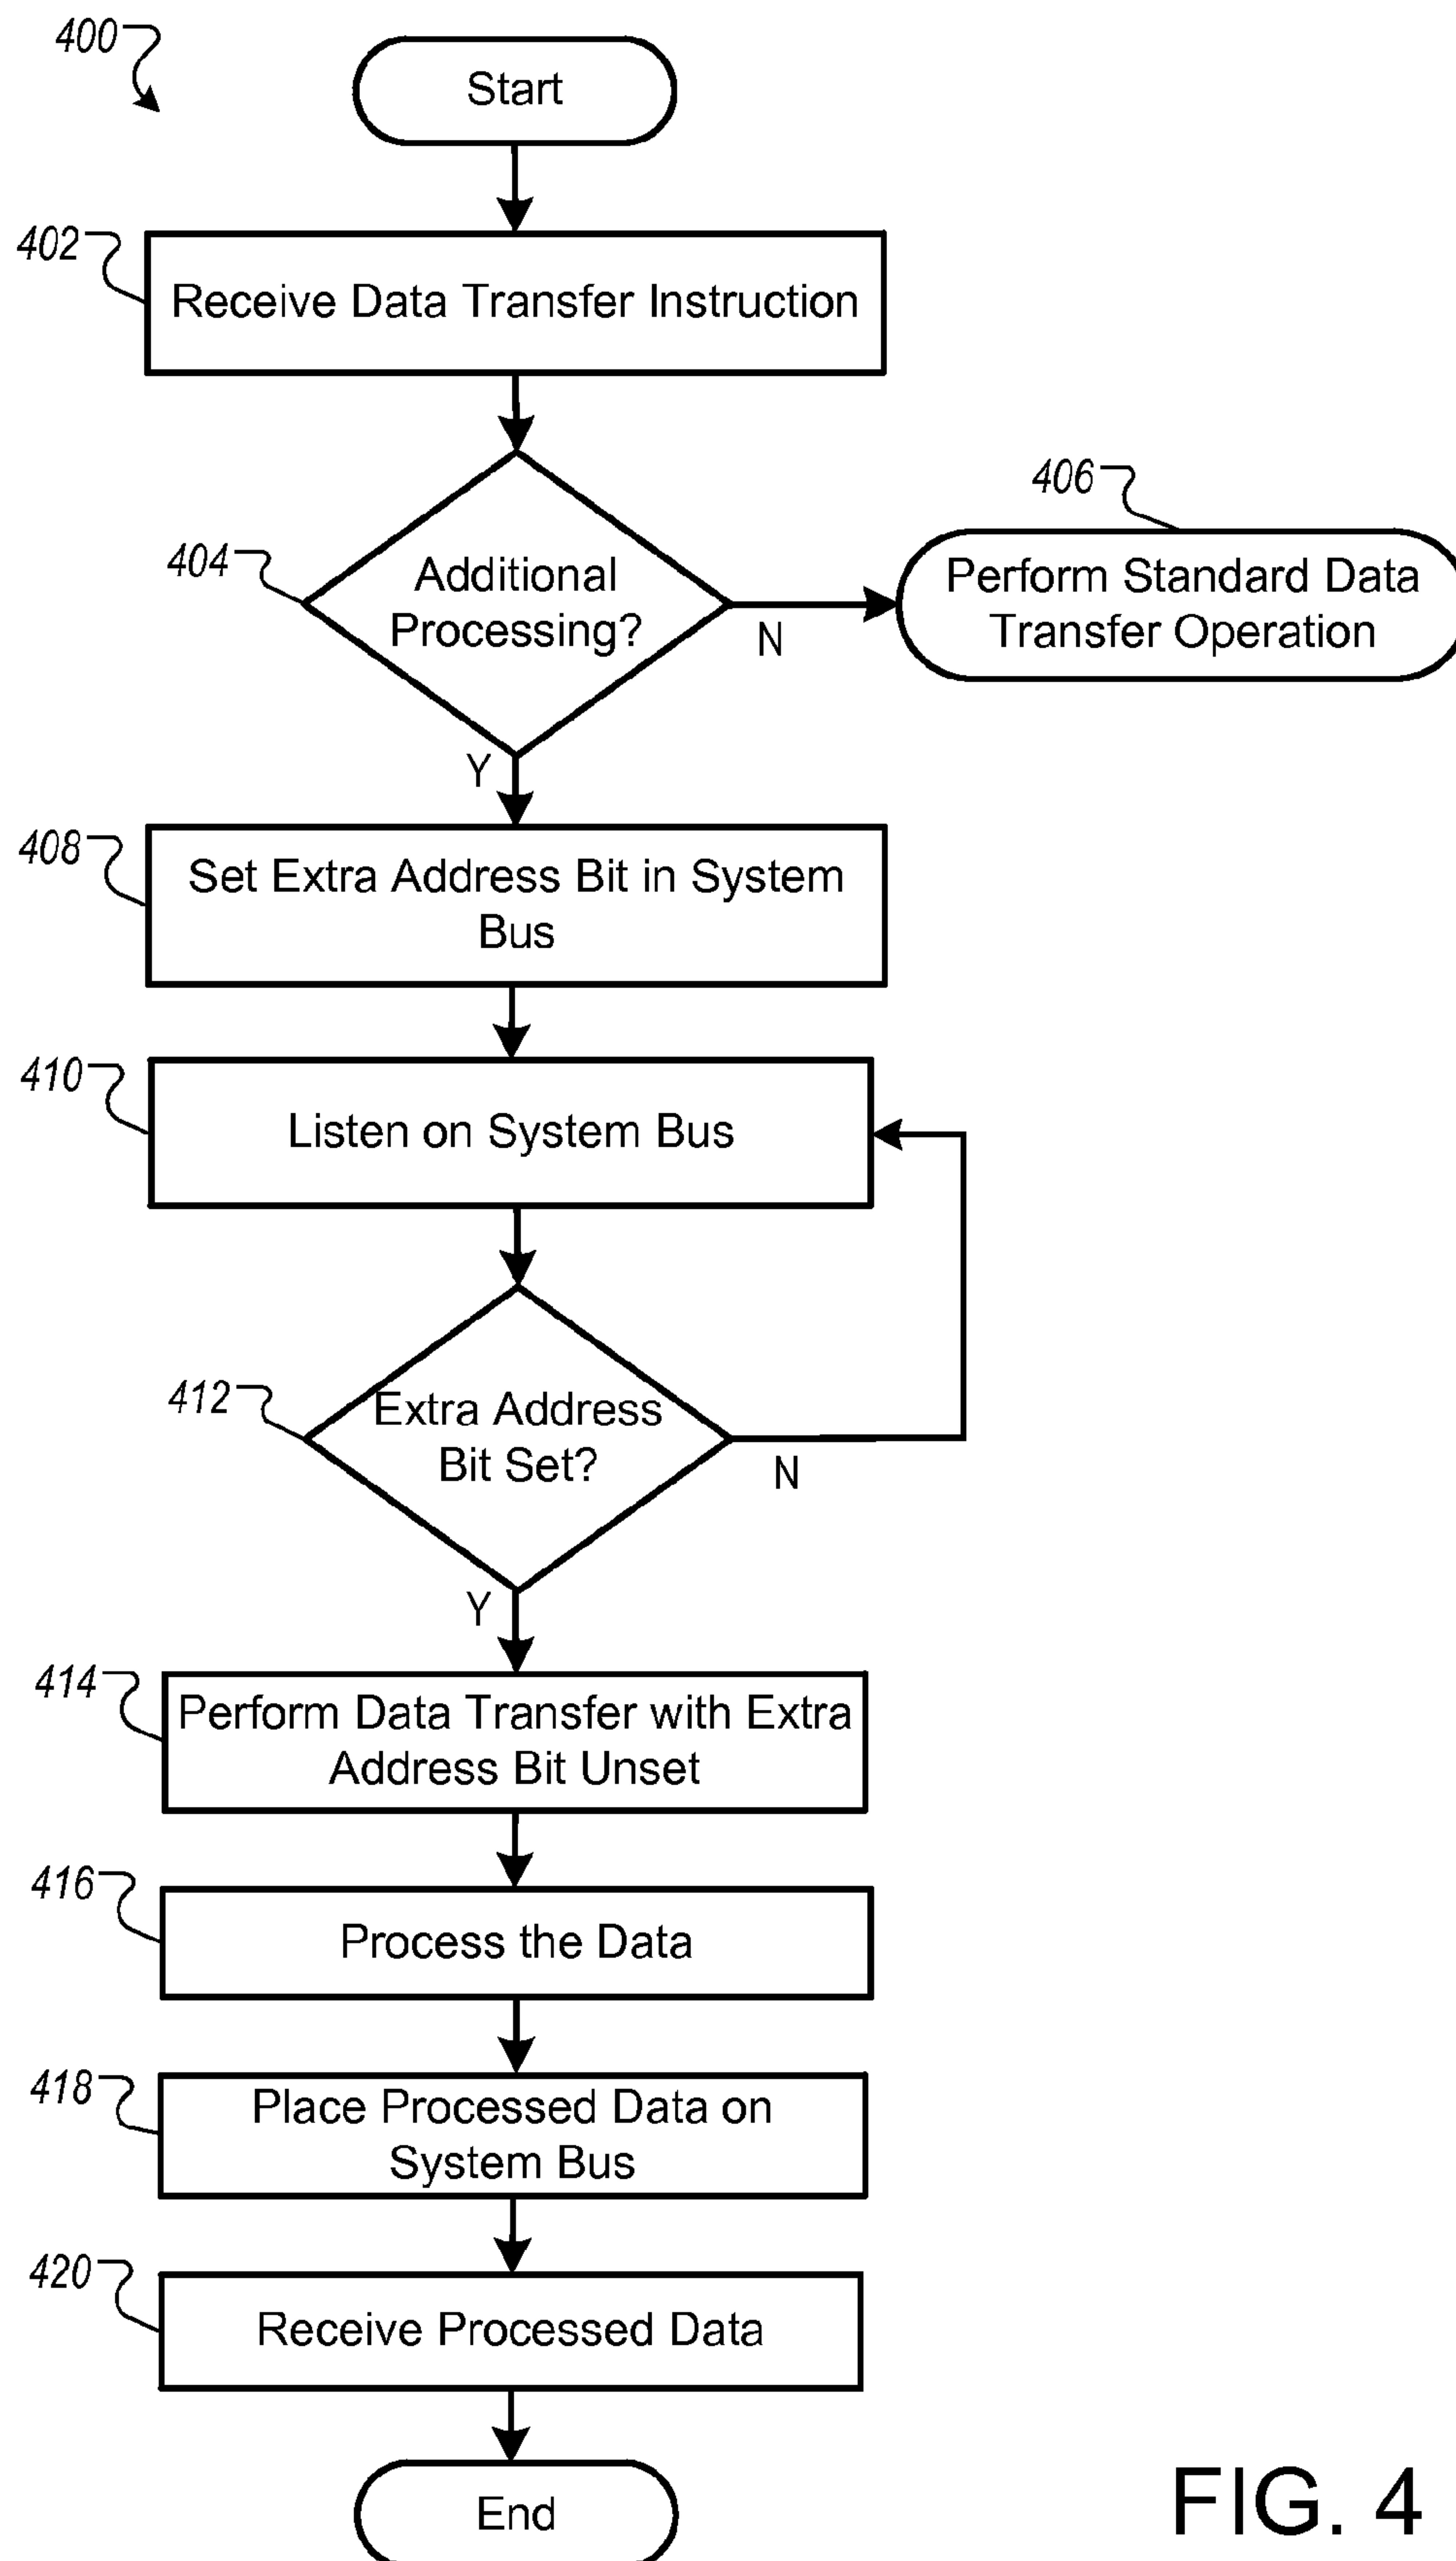 400
Start
402
Receive Data Transfer Instruction
406
404
Additional
Processing?
Perform Standard Data
Transfer Operation
N
Y
408
Set Extra Address Bit in System
Bus
410
Listen on System Bus
412
Extra Address
Bit Set?
N
Y
414
Perform Data Transfer with Extra
Address Bit Unset
416
Process the Data
418
Place Processed Data on
System Bus
420
Receive Processed Data
End
FIG. 4